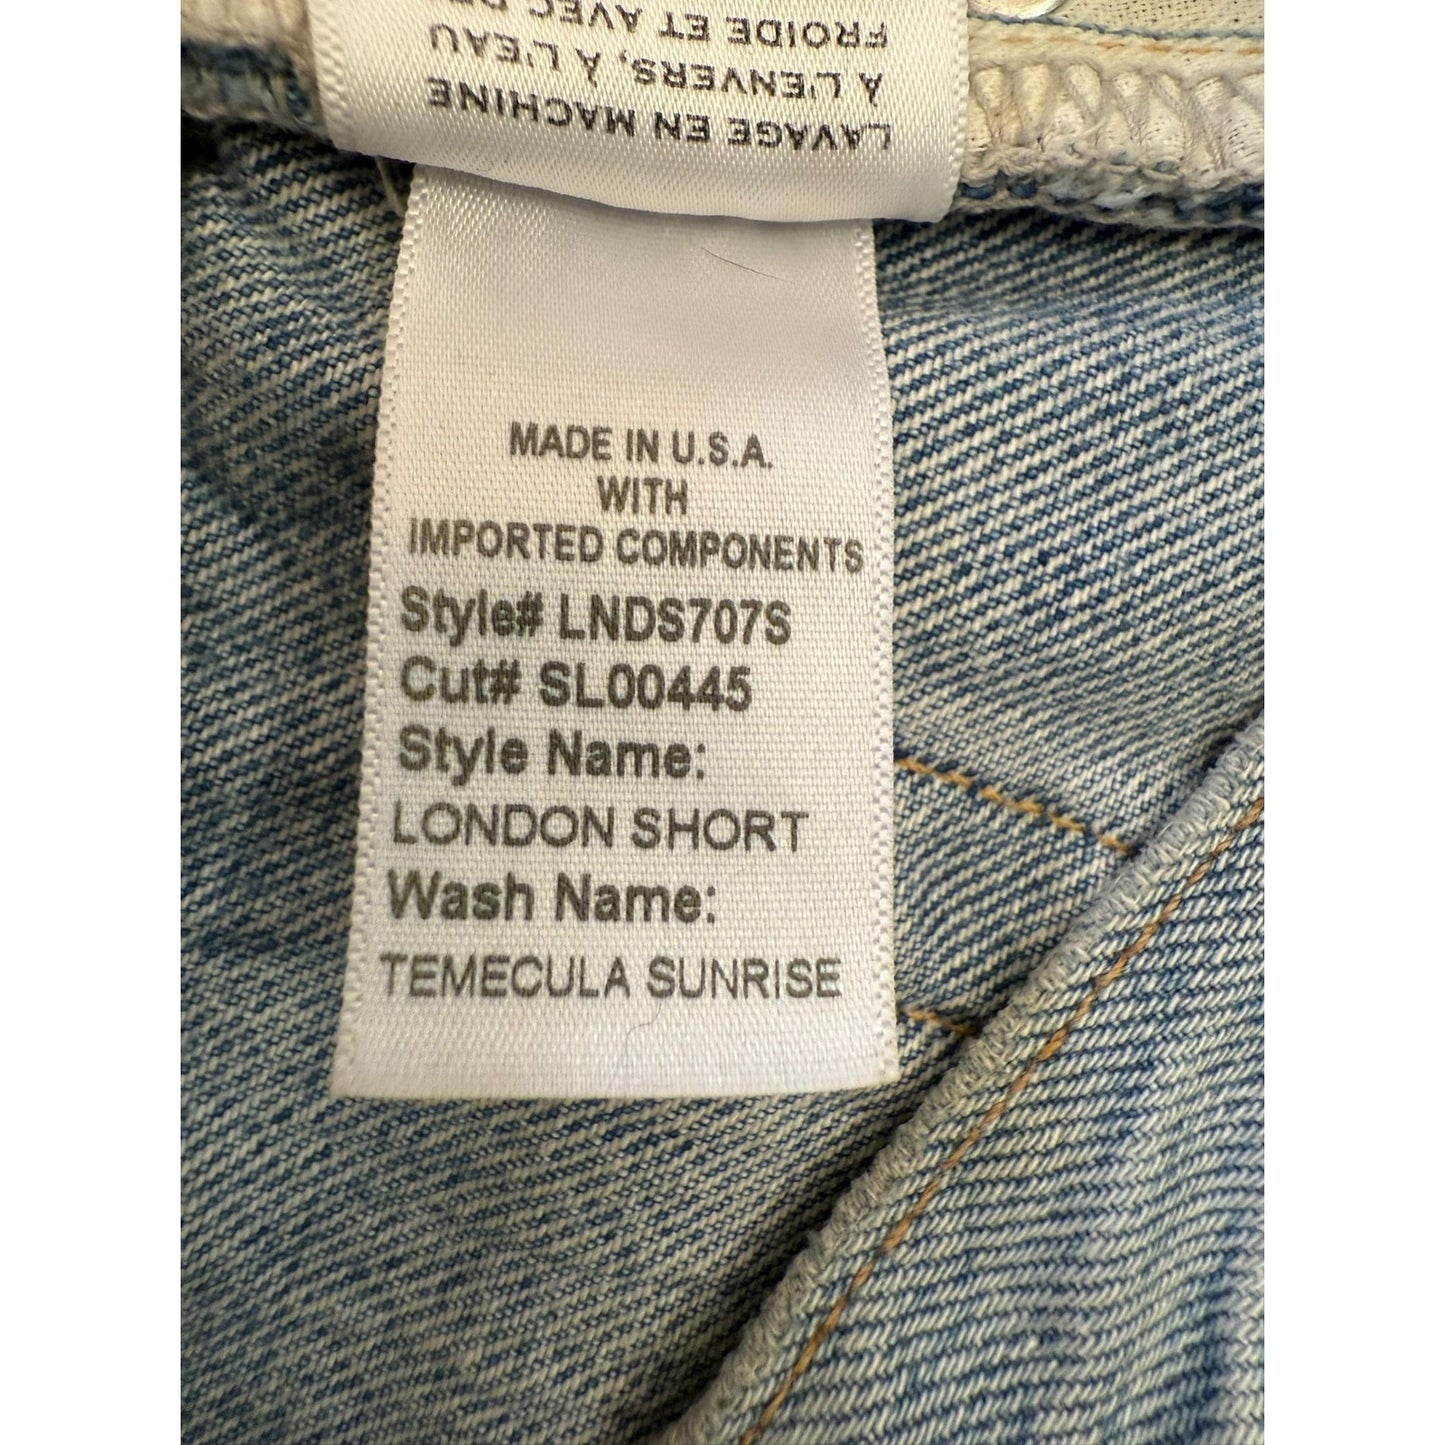 LAVAGE EN MACHINE
À L'ENVERS, À L'EAU
FROIDE ET AVEC
MADE IN U.S.A.
WITH
IMPORTED COMPONENTS
Style# LNDS707S
Cut# SL00445
Style Name:
LONDON SHORT
Wash Name:
TEMECULA SUNRISE